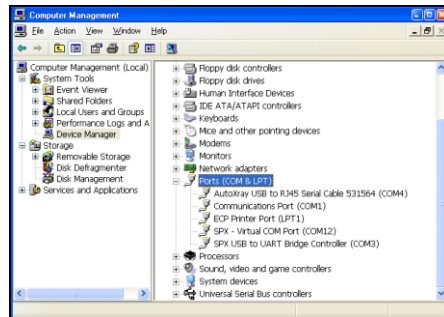 Computer Management
File Action View Window Help
Computer Management (Local)
System Tools
Event Viewer
Shared Folders
Local Users and Groups
Performance Logs and A
Device Manager
Storage
Removable Storage
Disk Defragmenter
Disk Management
Services and Applications
Floppy disk controllers
Floppy disk drives
Human Interface Devices
IDE ATA/ATAPI controllers
Keyboards
Mice and other pointing devices
Modems
Monitors
Network adapters
Ports (COM & LPT)
AutoXray USB to RJ45 Serial Cable 531564 (COM4)
Communications Port (COM1)
ECP Printer Port (LPT1)
SPX - Virtual COM Port (COM12)
SPX USB to UART Bridge Controller (COM3)
Processors
Sound, video and game controllers
System devices
Universal Serial Bus controllers